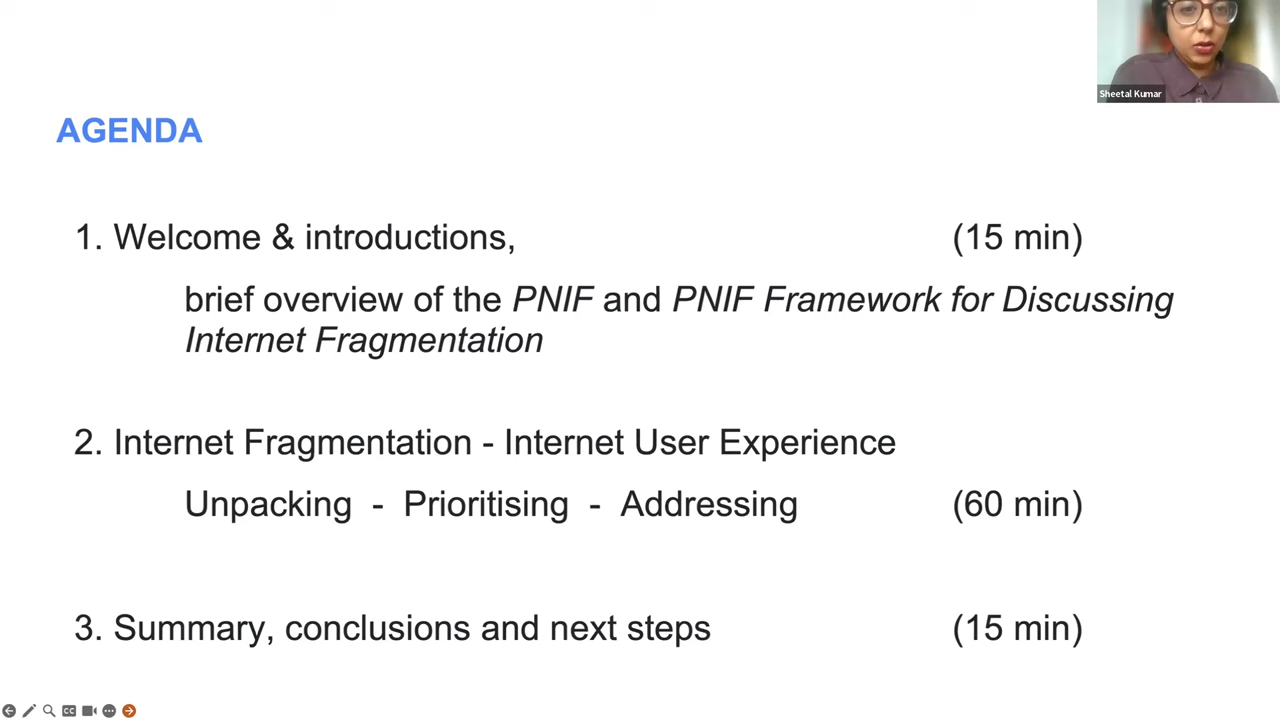 Sheetal Kumar
AGENDA
1. Welcome & introductions, (15 min)
brief overview of the PNIF and PNIF Framework for Discussing
Internet Fragmentation
2. Internet Fragmentation - Internet User Experience
Unpacking - Prioritising - Addressing (60 min)
3. Summary, conclusions and next steps (15 min)
CC